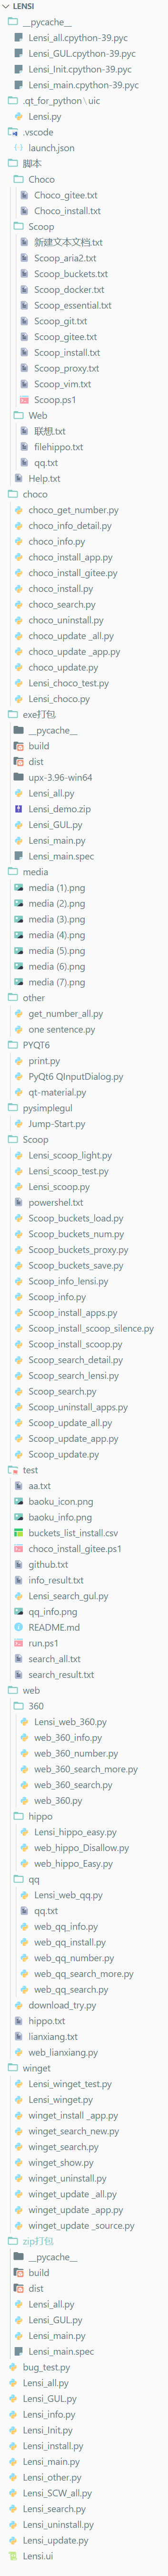 LENSI
__pycache__
Lensi_all.cpython-39.pyc
Lensi_GUL.cpython-39.pyc
Lensi_Init.cpython-39.pyc
Lensi_main.cpython-39.pyc
.qt_for_python\uic
Lensi.py
.vscode
launch.json
脚本
Choco
Choco_gitee.txt
Choco_install.txt
Scoop
新建文本文档.txt
Scoop_aria2.txt
Scoop_buckets.txt
Scoop_docker.txt
Scoop_essential.txt
Scoop_git.txt
Scoop_gitee.txt
Scoop_install.txt
Scoop_proxy.txt
Scoop_vim.txt
Scoop.ps1
Web
联想.txt
filehippo.txt
qq.txt
Help.txt
choco
choco_get_number.py
choco_info_detail.py
choco_info.py
choco_install_app.py
choco_install_gitee.py
choco_install.py
choco_search.py
choco_uninstall.py
choco_update _all.py
choco_update _app.py
choco_update.py
Lensi_choco_test.py
Lensi_choco.py
exe打包
__pycache__
build
dist
upx-3.96-win64
Lensi_all.py
Lensi_demo.zip
Lensi_GUL.py
Lensi_main.py
Lensi_main.spec
media
media (1).png
media (2).png
media (3).png
media (4).png
media (5).png
media (6).png
media (7).png
other
get_number_all.py
one sentence.py
PYQT6
print.py
PyQt6 QInputDialog.py
qt-material.py
pysimplegul
Jump-Start.py
Scoop
Lensi_scoop_light.py
Lensi_scoop_test.py
Lensi_scoop.py
powershel.txt
Scoop_buckets_load.py
Scoop_buckets_num.py
Scoop_buckets_proxy.py
Scoop_buckets_save.py
Scoop_info_lensi.py
Scoop_info.py
Scoop_install_apps.py
Scoop_install_scoop_silence.py
Scoop_install_scoop.py
Scoop_search_detail.py
Scoop_search_lensi.py
Scoop_search.py
Scoop_uninstall_apps.py
Scoop_update_all.py
Scoop_update_app.py
Scoop_update.py
test
aa.txt
baoku_icon.png
baoku_info.png
buckets_list_install.csv
choco_install_gitee.ps1
github.txt
info_result.txt
Lensi_search_gul.py
qq_info.png
README.md
run.ps1
search_all.txt
search_result.txt
web
360
Lensi_web_360.py
web_360_info.py
web_360_number.py
web_360_search_more.py
web_360_search.py
web_360.py
hippo
Lensi_hippo_easy.py
web_hippo_Disallow.py
web_hippo_Easy.py
qq
Lensi_web_qq.py
qq.txt
web_qq_info.py
web_qq_install.py
web_qq_number.py
web_qq_search_more.py
web_qq_search.py
download_try.py
hippo.txt
lianxiang.txt
web_lianxiang.py
winget
Lensi_winget_test.py
Lensi_winget.py
winget_install _app.py
winget_search_new.py
winget_search.py
winget_show.py
winget_uninstall.py
winget_update _all.py
winget_update _app.py
winget_update _source.py
zip打包
__pycache__
build
dist
Lensi_all.py
Lensi_GUL.py
Lensi_main.py
Lensi_main.spec
bug_test.py
Lensi_all.py
Lensi_GUL.py
Lensi_info.py
Lensi_Init.py
Lensi_install.py
Lensi_main.py
Lensi_other.py
Lensi_SCW_all.py
Lensi_search.py
Lensi_uninstall.py
Lensi_update.py
Lensi.ui